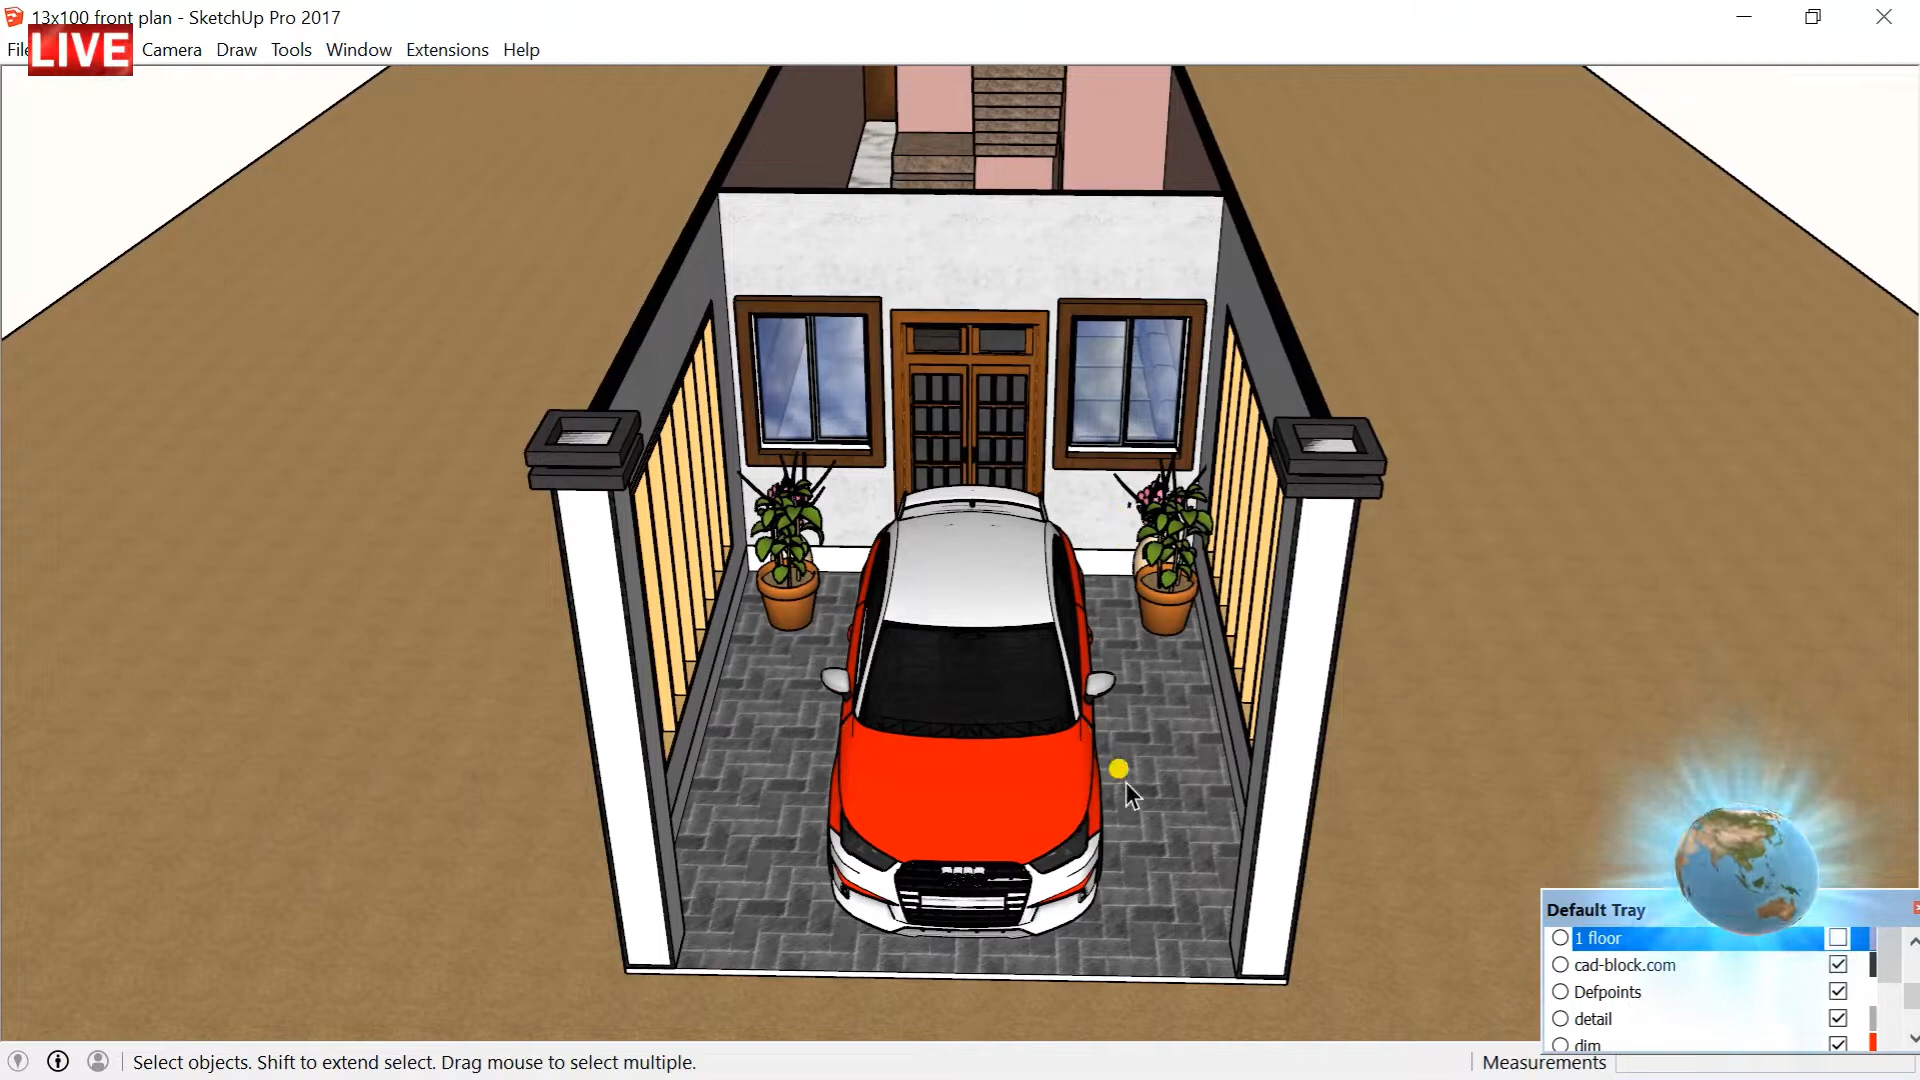 13x100 front plan - SketchUp Pro 2017
LIVE
Camera Draw Tools Window Extensions Help
Default Tray
1 floor
cad-block.com
Defpoints
detail
dim
Select objects. Shift to extend select. Drag mouse to select multiple.
Measurements